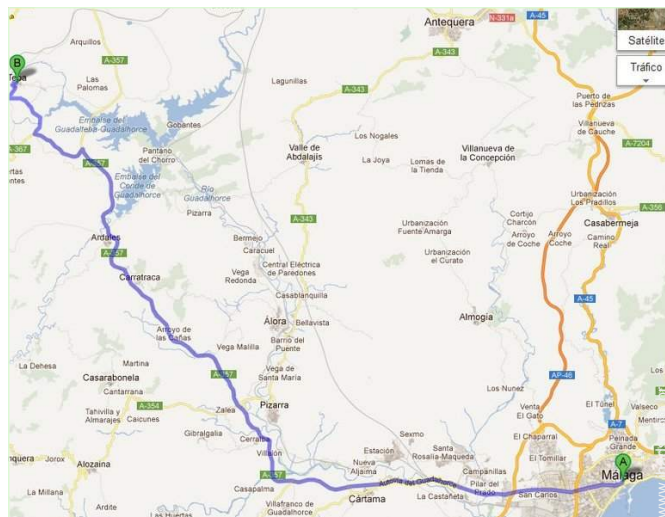 Antequera
N-331a
A-45
Satélite
Tráfico
Arquillos
A-357
A-343
B
Teba
Las
Palomas
Lagunillas
A-343
Puerto de
las Pedrizas
Embalse del
Guadalteba-Guadalhorce
Gobantes
Villanueva
de Cauche
A-7204
A-367
Los Nogales
Pantano
del Chorro
Valle de
Abdalajís
La Joya
Lomas de
la Tienda
Villanueva de
la Concepción
A-357
Embalse del
Conde de
Guadalhorce
Río
Guadalhorce
Urbanización
Los Pradillos
A-356
Pizarra
A-343
Cortijo
Charcón
Arroyo
de Coche
Arroyo
Coche
Casabermeja
Camino
Real
Urbanización
Fuente Amarga
Ardales
Bermejo
Caracuel
Urbanización
el Curato
A-357
Central Eléctrica
de Paredones
Carratraca
Vega
Redonda
Casablanquilla
A-45
Álora
Bellavista
Almogía
Arroyo de
las Cañas
Vega Malilla
Barrio del
Puente
La Dehesa
Martina
A-357
Vega de
Santa María
AP-46
Casarabonela
Cantarrana
Los Nunez
A-354
Tahivilla y
Almarajes
Caicunes
Zalea
Pizarra
Venta
El Gato
El Túnel
Valseco
A-7
Gibralgalia
Cerralba
Sexmo
Santa
Rosalía-Maqueda
El Chaparral
Peinada
Grande
Jorox
Alozaina
Villalón
Estación
El Tomillar
A
A-357
Nueva
Aljaima
Campanillas
Málaga
Casapalma
Autovía del Guadalhorce
Pilar del
Prado
La Millana
Cártama
La Castañeta
San Carlos
Ardite
Villafranco de
Guadalhorce
Las Huertas